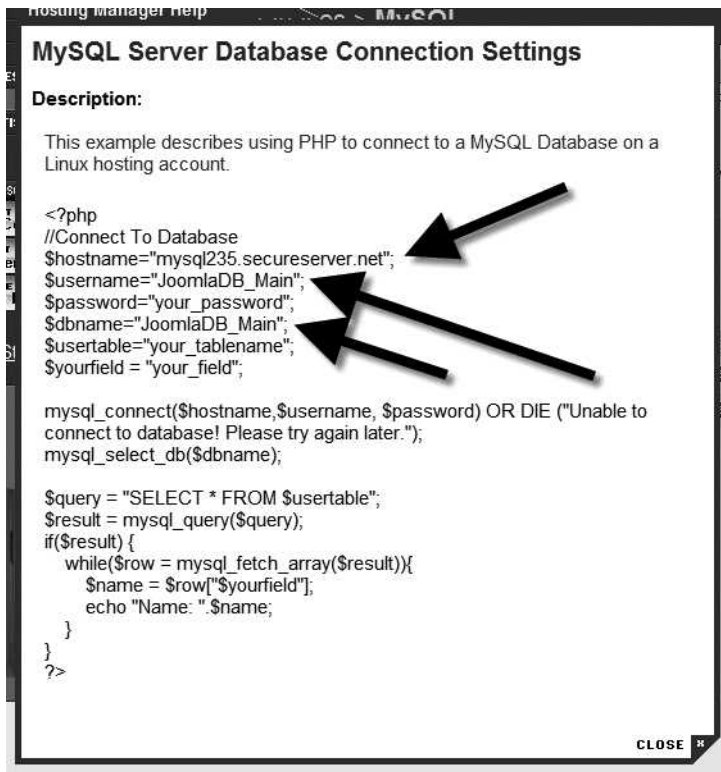 Hosting Manager Help
> MySQL
MySQL Server Database Connection Settings
Description:
This example describes using PHP to connect to a MySQL Database on a
Linux hosting account.
<?php
//Connect To Database
$hostname="mysql235.secureserver.net";
$username="JoomlaDB_Main";
$password="your_password";
$dbname="JoomlaDB_Main";
$usertable="your_tablename";
$yourfield = "your_field";
mysql_connect($hostname,$username, $password) OR DIE ("Unable to
connect to database! Please try again later.");
mysql_select_db($dbname);
$query = "SELECT * FROM $usertable";
$result = mysql_query($query);
if($result) {
while($row = mysql_fetch_array($result)){
$name = $row["$yourfield"];
echo "Name: ".$name;
}
}
?>
CLOSE x